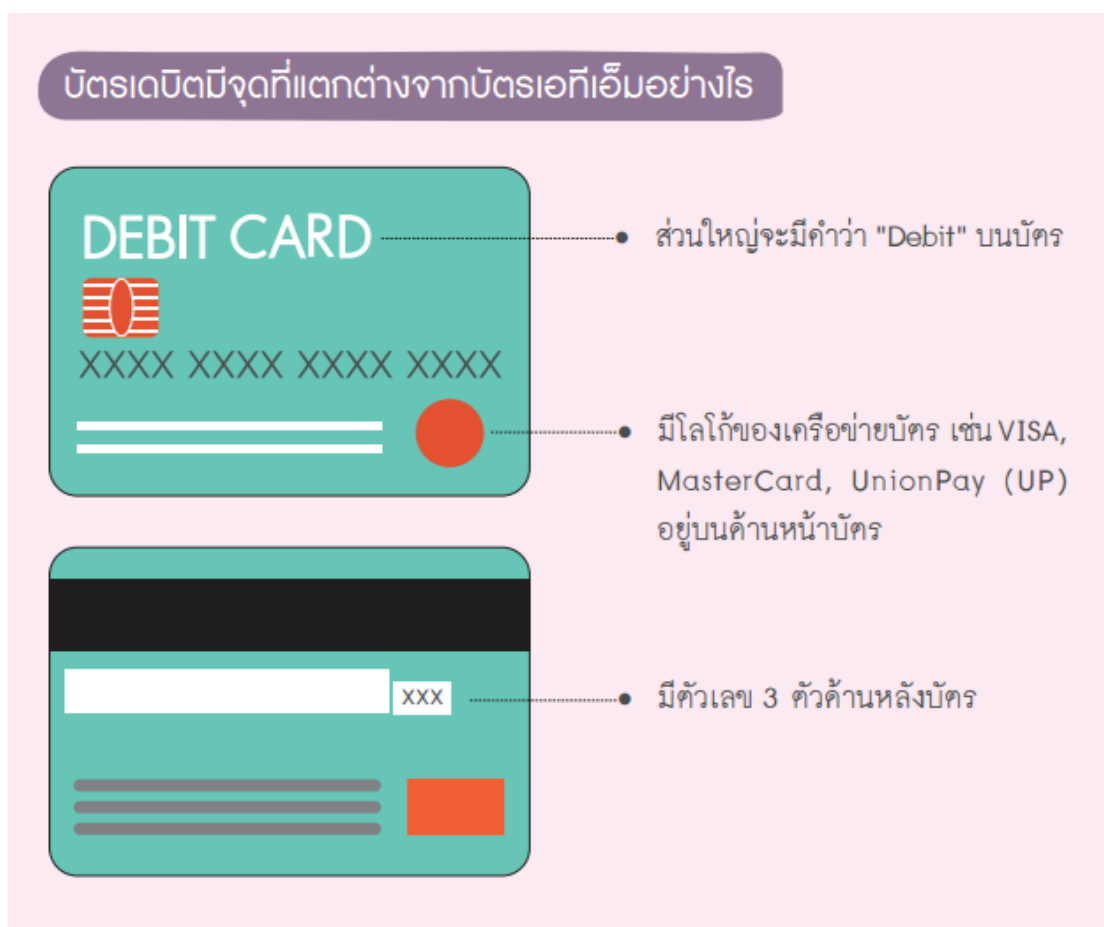 บัตรเดบิตมีจุดที่แตกต่างจากบัตรเอทีเอ็มอย่างไร
DEBIT CARD
ส่วนใหญ่จะมีคำว่า "Debit" บนบัตร
XXXX XXXX XXXX XXXX
มีโลโก้ของเครือข่ายบัตร เช่น VISA,
MasterCard, UnionPay (UP)
อยู่บนด้านหน้าบัตร
XXX
มีตัวเลข 3 ตัวด้านหลังบัตร